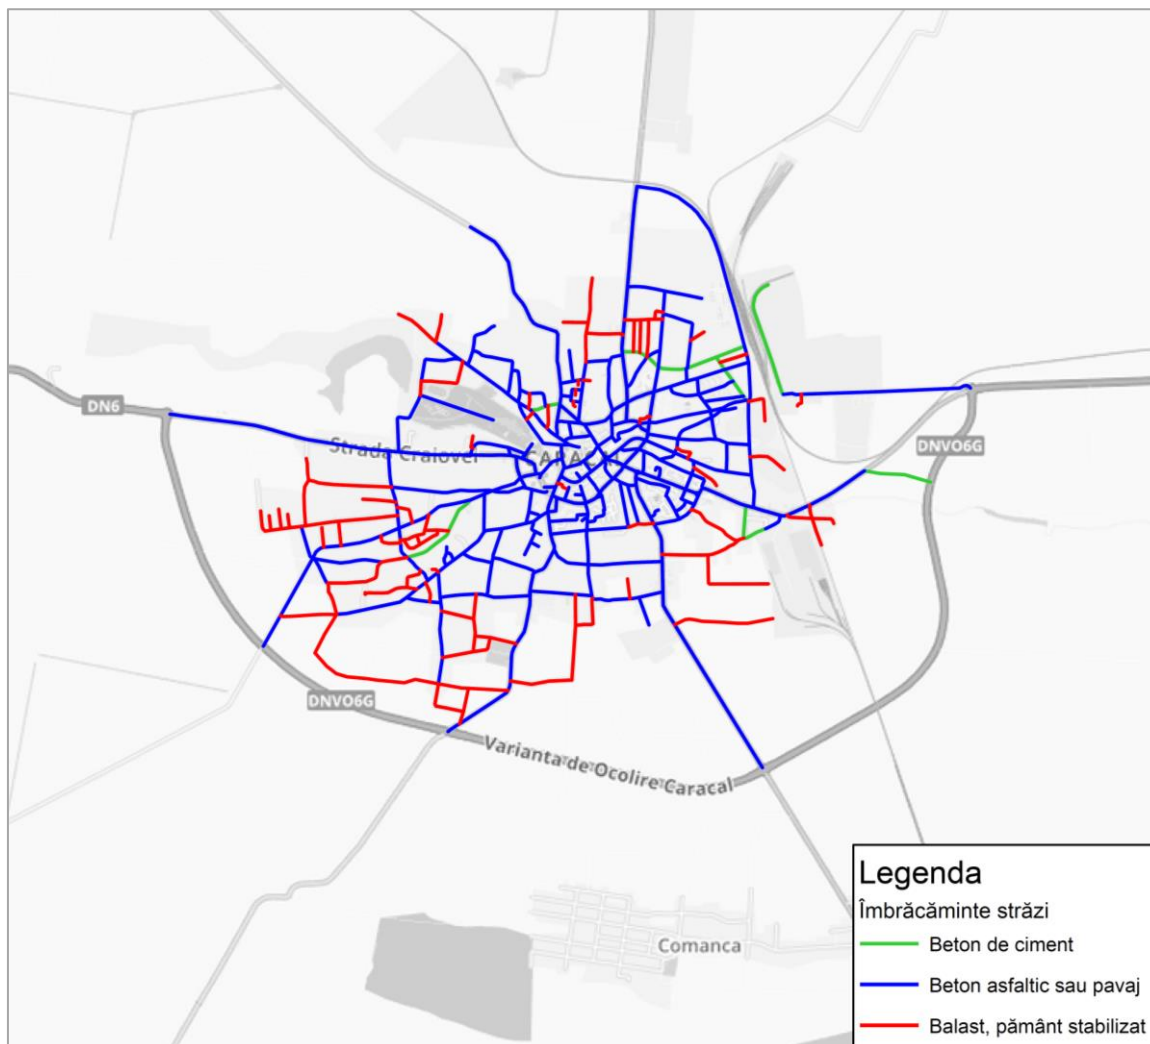 DN6
Strada Craiovei
CARACAL
DNVO6G
DNVO6G
Varianta de Ocolire Caracal
Comanca
Legenda
Îmbrăcăminte străzi
Beton de ciment
Beton asfaltic sau pavaj
Balast, pământ stabilizat